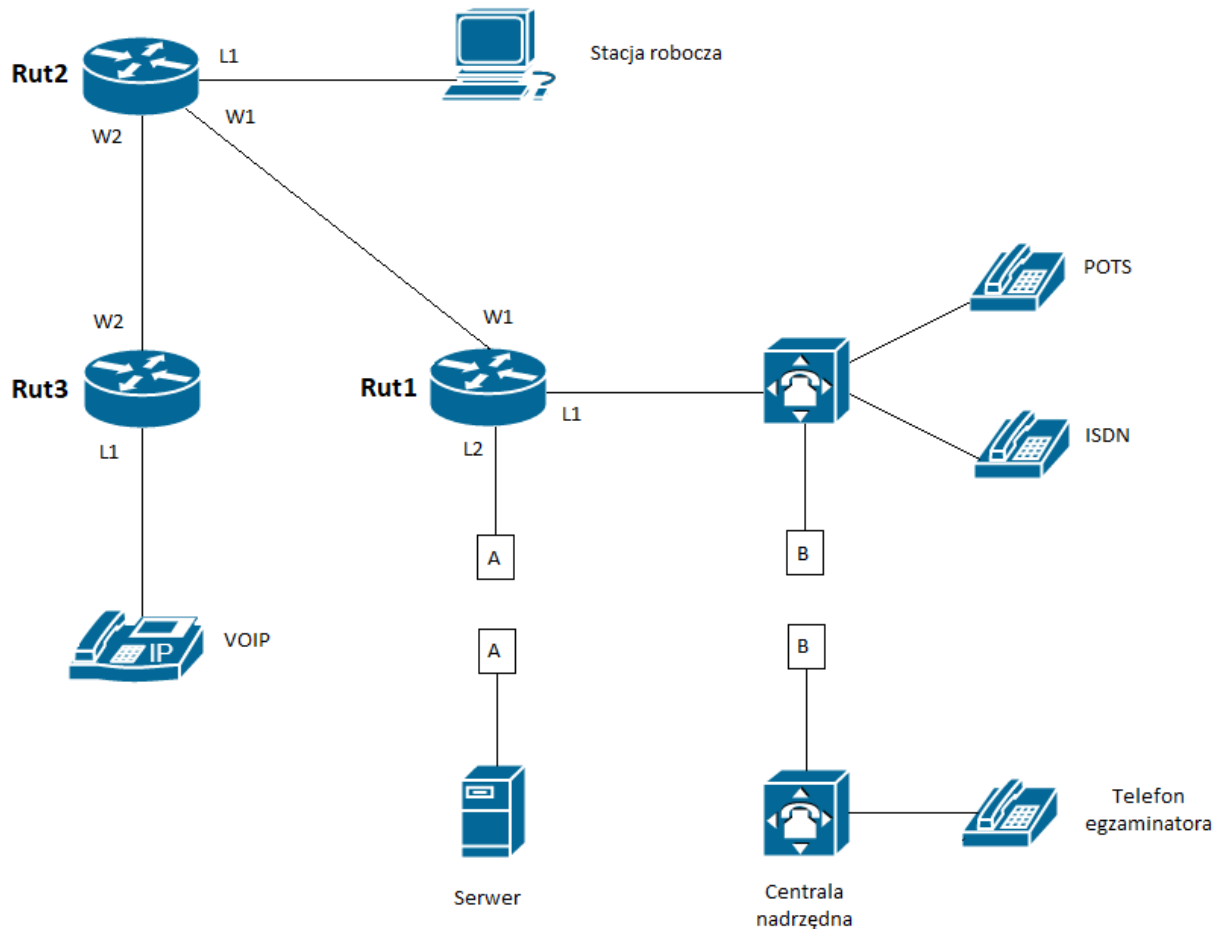 L1
Stacja robocza
Rut2
W1
W2
POTS
W2
W1
Rut3
Rut1
L1
ISDN
L1
L2
A
B
VOIP
IP
A
B
Telefon
egzaminatora
Serwer
Centrala
nadrzędna